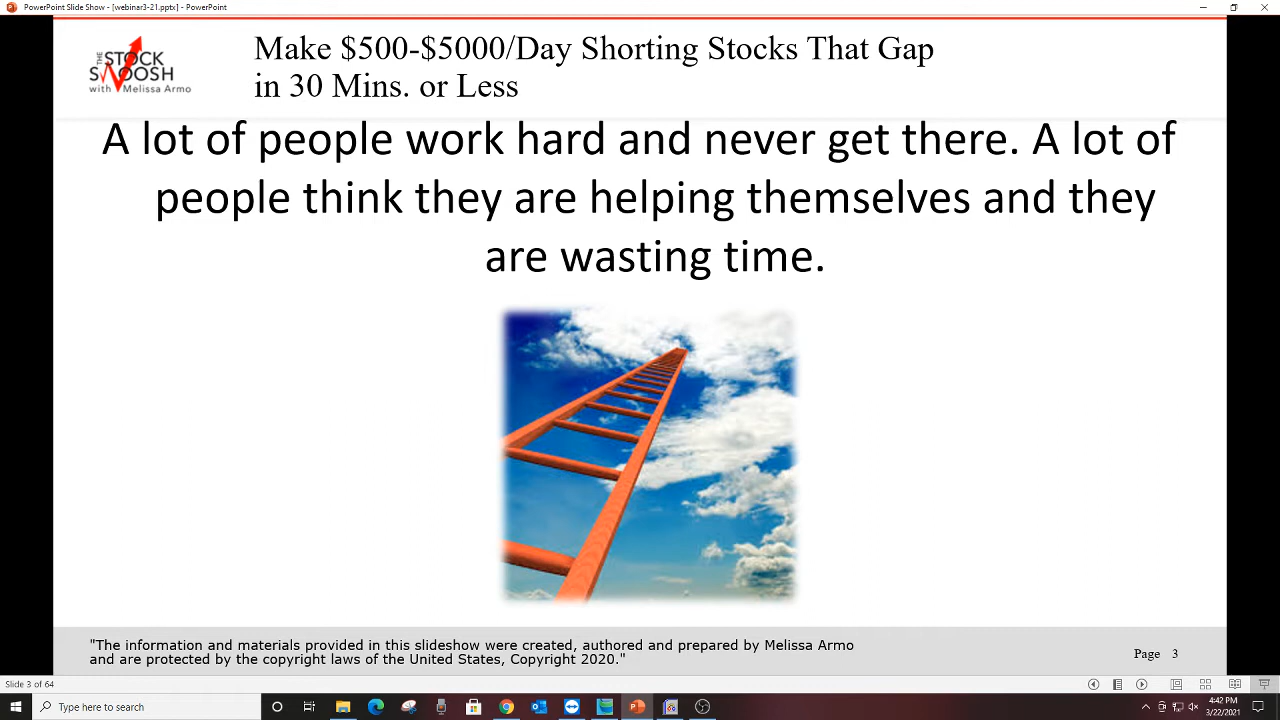 PowerPoint Slide Show - [webinar3-21.pptx] - PowerPoint
THE
STOCK
SWOOSH
with Melissa Armo
Make $500-$5000/Day Shorting Stocks That Gap
in 30 Mins. or Less
A lot of people work hard and never get there. A lot of
people think they are helping themselves and they
are wasting time.
"The information and materials provided in this slideshow were created, authored and prepared by Melissa Armo
and are protected by the copyright laws of the United States, Copyright 2020."
Page 3
Slide 3 of 64
Type here to search
4:42 PM
3/22/2021